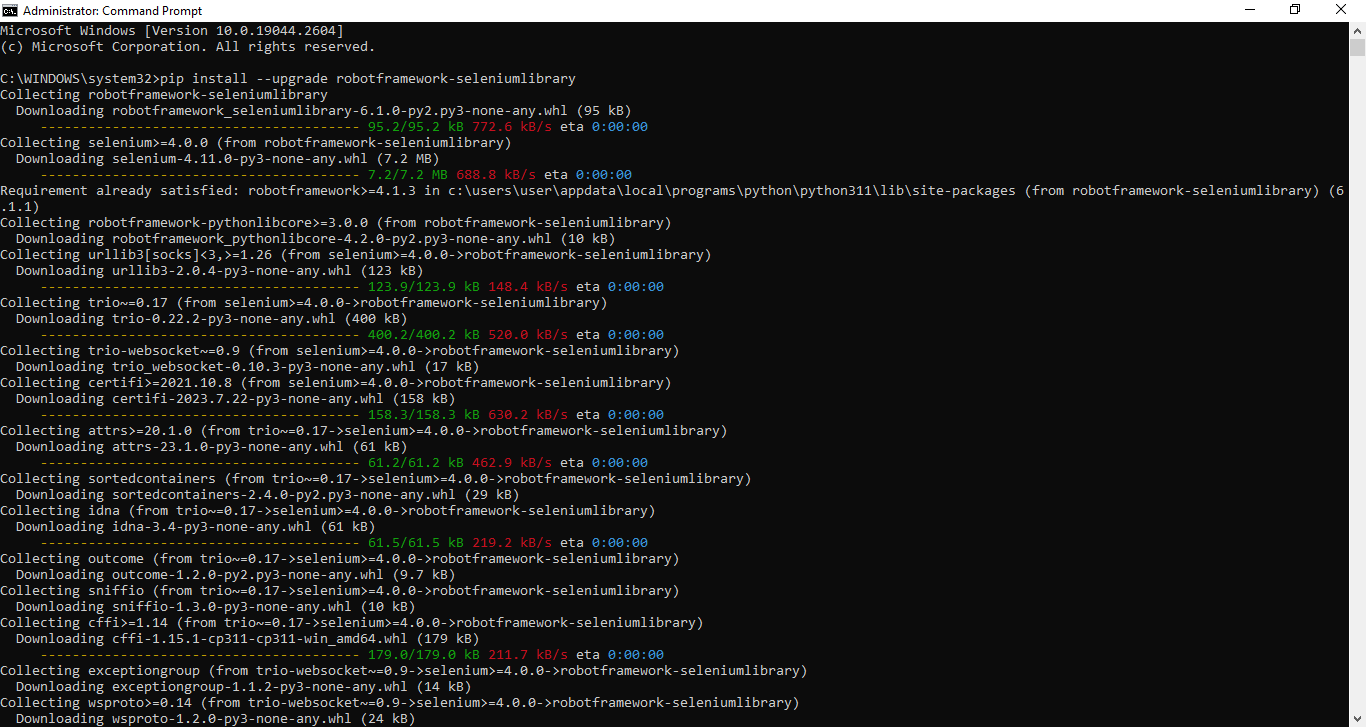 Administrator: Command Prompt
Microsoft Windows [Version 10.0.19044.2604]
(c) Microsoft Corporation. All rights reserved.
C:\WINDOWS\system32>pip install --upgrade robotframework-seleniumlibrary
Collecting robotframework-seleniumlibrary
Downloading robotframework_seleniumlibrary-6.1.0-py2.py3-none-any.whl (95 kB)
---------------------------------------- 95.2/95.2 kB 772.6 kB/s eta 0:00:00
Collecting selenium>=4.0.0 (from robotframework-seleniumlibrary)
Downloading selenium-4.11.0-py3-none-any.whl (7.2 MB)
---------------------------------------- 7.2/7.2 MB 688.8 kB/s eta 0:00:00
Requirement already satisfied: robotframework>=4.1.3 in c:\users\user\appdata\local\programs\python\python311\lib\site-packages (from robotframework-seleniumlibrary) (6
.1.1)
Collecting robotframework-pythonlibcore>=3.0.0 (from robotframework-seleniumlibrary)
Downloading robotframework_pythonlibcore-4.2.0-py2.py3-none-any.whl (10 kB)
Collecting urllib3[socks]<3,>=1.26 (from selenium>=4.0.0->robotframework-seleniumlibrary)
Downloading urllib3-2.0.4-py3-none-any.whl (123 kB)
---------------------------------------- 123.9/123.9 kB 148.4 kB/s eta 0:00:00
Collecting trio~=0.17 (from selenium>=4.0.0->robotframework-seleniumlibrary)
Downloading trio-0.22.2-py3-none-any.whl (400 kB)
---------------------------------------- 400.2/400.2 kB 520.0 kB/s eta 0:00:00
Collecting trio-websocket~=0.9 (from selenium>=4.0.0->robotframework-seleniumlibrary)
Downloading trio_websocket-0.10.3-py3-none-any.whl (17 kB)
Collecting certifi>=2021.10.8 (from selenium>=4.0.0->robotframework-seleniumlibrary)
Downloading certifi-2023.7.22-py3-none-any.whl (158 kB)
---------------------------------------- 158.3/158.3 kB 630.2 kB/s eta 0:00:00
Collecting attrs>=20.1.0 (from trio~=0.17->selenium>=4.0.0->robotframework-seleniumlibrary)
Downloading attrs-23.1.0-py3-none-any.whl (61 kB)
---------------------------------------- 61.2/61.2 kB 462.9 kB/s eta 0:00:00
Collecting sortedcontainers (from trio~=0.17->selenium>=4.0.0->robotframework-seleniumlibrary)
Downloading sortedcontainers-2.4.0-py2.py3-none-any.whl (29 kB)
Collecting idna (from trio~=0.17->selenium>=4.0.0->robotframework-seleniumlibrary)
Downloading idna-3.4-py3-none-any.whl (61 kB)
---------------------------------------- 61.5/61.5 kB 219.2 kB/s eta 0:00:00
Collecting outcome (from trio~=0.17->selenium>=4.0.0->robotframework-seleniumlibrary)
Downloading outcome-1.2.0-py2.py3-none-any.whl (9.7 kB)
Collecting sniffio (from trio~=0.17->selenium>=4.0.0->robotframework-seleniumlibrary)
Downloading sniffio-1.3.0-py3-none-any.whl (10 kB)
Collecting cffi>=1.14 (from trio~=0.17->selenium>=4.0.0->robotframework-seleniumlibrary)
Downloading cffi-1.15.1-cp311-cp311-win_amd64.whl (179 kB)
---------------------------------------- 179.0/179.0 kB 211.7 kB/s eta 0:00:00
Collecting exceptiongroup (from trio-websocket~=0.9->selenium>=4.0.0->robotframework-seleniumlibrary)
Downloading exceptiongroup-1.1.2-py3-none-any.whl (14 kB)
Collecting wsproto>=0.14 (from trio-websocket~=0.9->selenium>=4.0.0->robotframework-seleniumlibrary)
Downloading wsproto-1.2.0-py3-none-any.whl (24 kB)